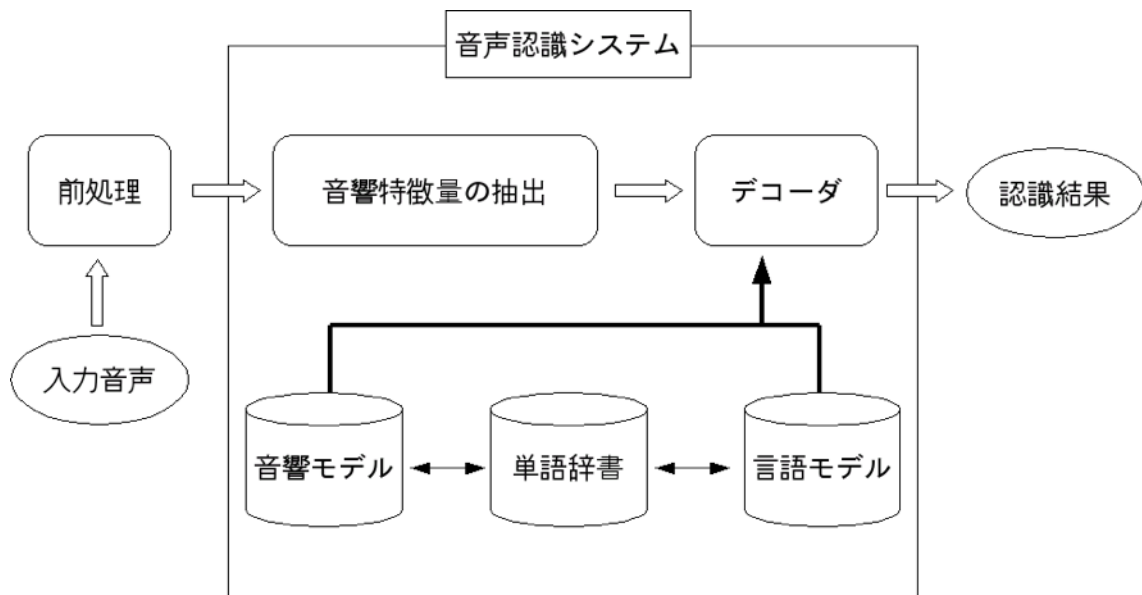 音声認識システム
前処理
音響特徴量の抽出
デコーダ
認識結果
入力音声
音響モデル
単語辞書
言語モデル